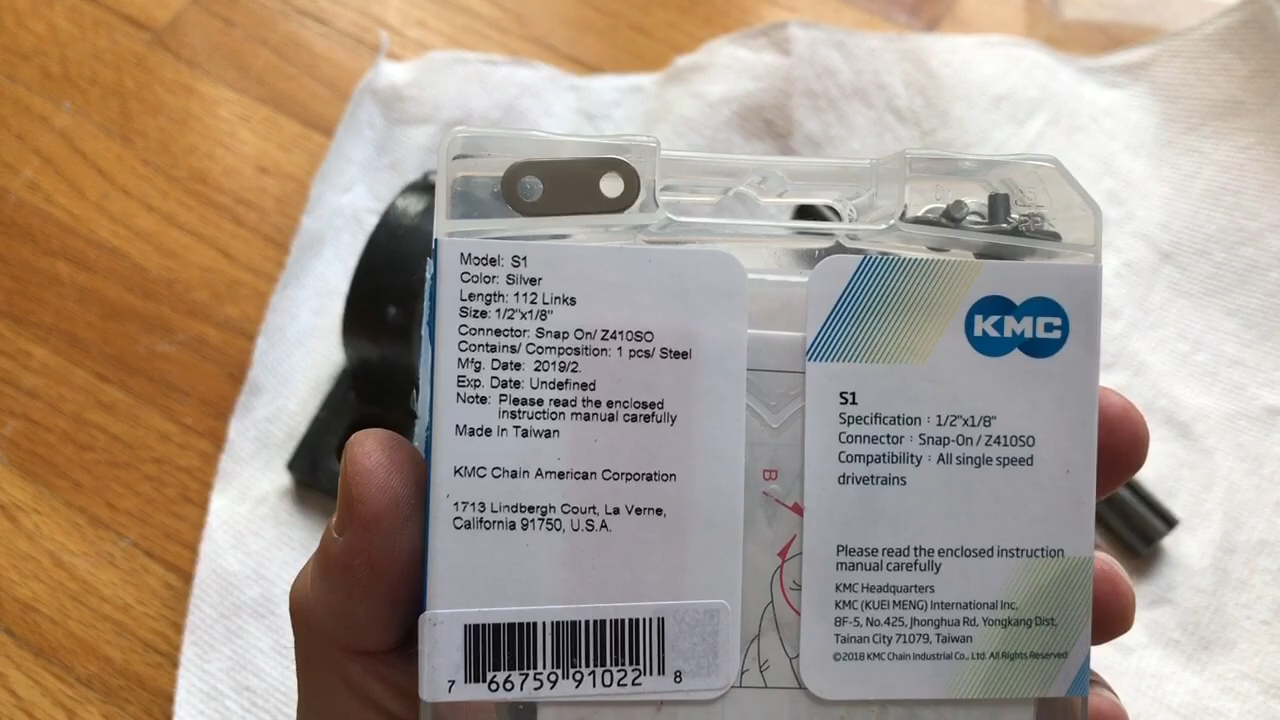 Model: S1
Color: Silver
Length: 112 Links
Size: 1/2"x1/8"
Connector: Snap On/ Z410SO
Contains/ Composition: 1 pcs/ Steel
Mfg. Date: 2019/2.
Exp. Date: Undefined
Note: Please read the enclosed
instruction manual carefully
Made In Taiwan
KMC Chain American Corporation
1713 Lindbergh Court, La Verne,
California 91750, U.S.A.
7 66759 91022 8
B
KMC
S1
Specification : 1/2"x1/8"
Connector : Snap-On / Z410SO
Compatibility : All single speed
drivetrains
Please read the enclosed instruction
manual carefully
KMC Headquarters
KMC (KUEI MENG) International Inc.
8F-5, No.425, Jhonghua Rd, Yongkang Dist,
Tainan City 71079, Taiwan
©2018 KMC Chain Industrial Co., Ltd. All Rights Reserved